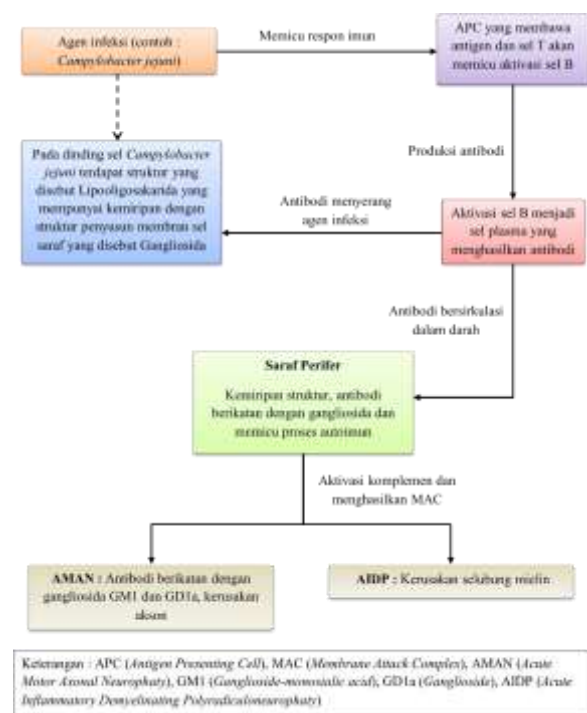 Agen infeksi (contoh :
Campylobacter jejuni)
Memicu respon imun
APC yang membawa
antigen dan sel T akan
memicu aktivasi sel B
Produksi antibodi
Pada dinding sel Campylobacter
jejuni terdapat struktur yang
disebut Lipooligosakarida yang
mempunyai kemiripan dengan
struktur penyusun membran sel
saraf yang disebut Gangliosida
Antibodi menyerang
agen infeksi
Aktivasi sel B menjadi
sel plasma yang
menghasilkan antibodi
Antibodi bersirkulasi
dalam darah
Saraf Perifer
Kemiripan struktur, antibodi
berikatan dengan gangliosida dan
memicu proses autoimun
Aktivasi komplemen dan
menghasilkan MAC
AMAN : Antibodi berikatan dengan
gangliosida GM1 dan GD1a, kerusakan
akson
AIDP : Kerusakan selubung mielin
Keterangan : APC (Antigen Presenting Cell), MAC (Membrane Attack Complex), AMAN (Acute
Motor Axonal Neurophaty), GM1 (Ganglioside-monosialic acid), GD1a (Ganglioside), AIDP (Acute
Inflammatory Demyelinating Polyradiculoneurophaty)